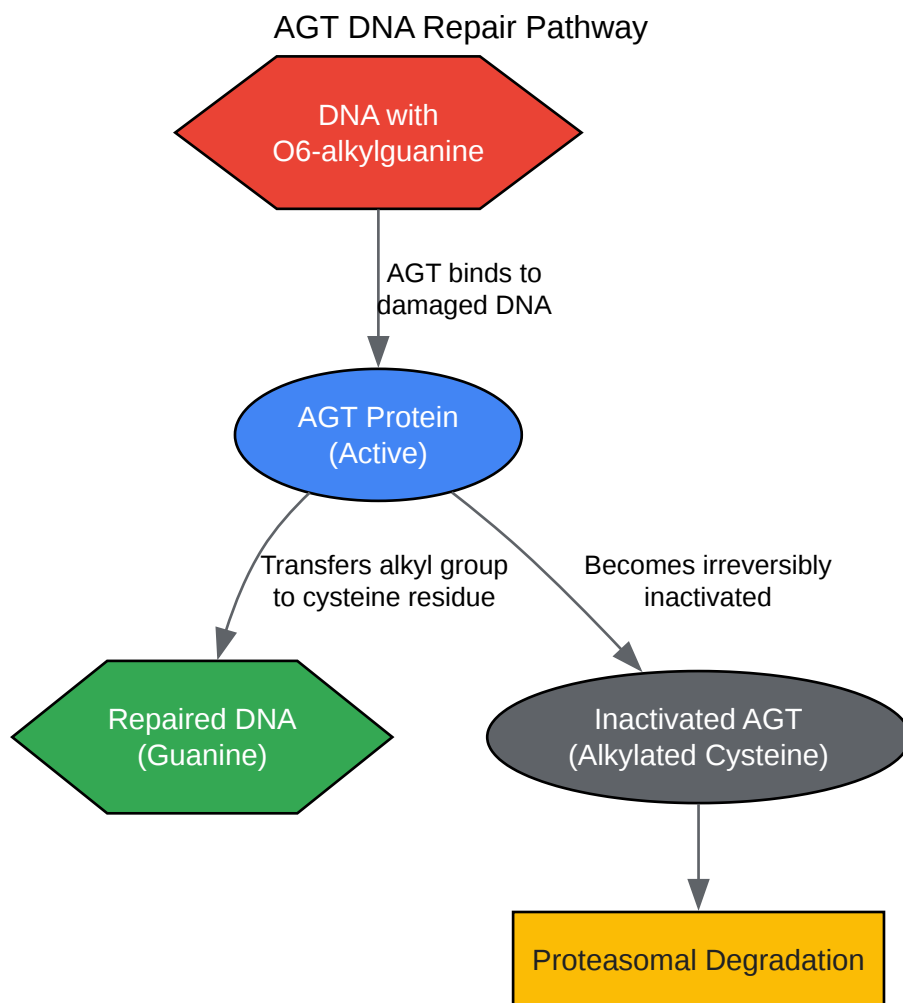 AGT DNA Repair Pathway
DNA with
O6-alkylguanine
AGT binds to
damaged DNA
AGT Protein
(Active)
Transfers alkyl group
to cysteine residue
Becomes irreversibly
inactivated
Repaired DNA
(Guanine)
Inactivated AGT
(Alkylated Cysteine)
Proteasomal Degradation